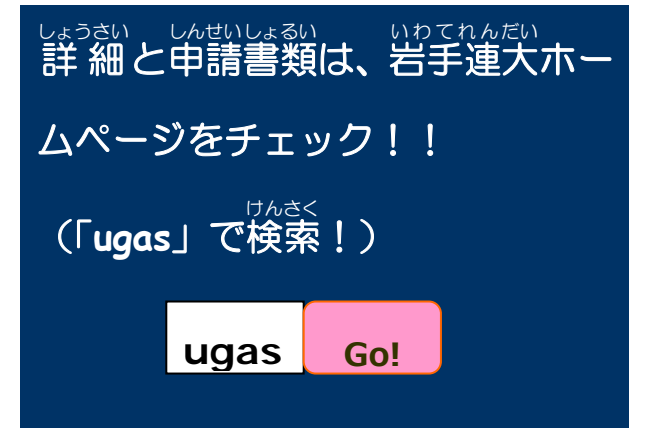 しょうさい しんせいしょるい いわてれんだい
詳細と申請書類は、岩手連大ホー
ムページをチェック！！
けんさく
（「ugas」で検索！）
ugas Go!